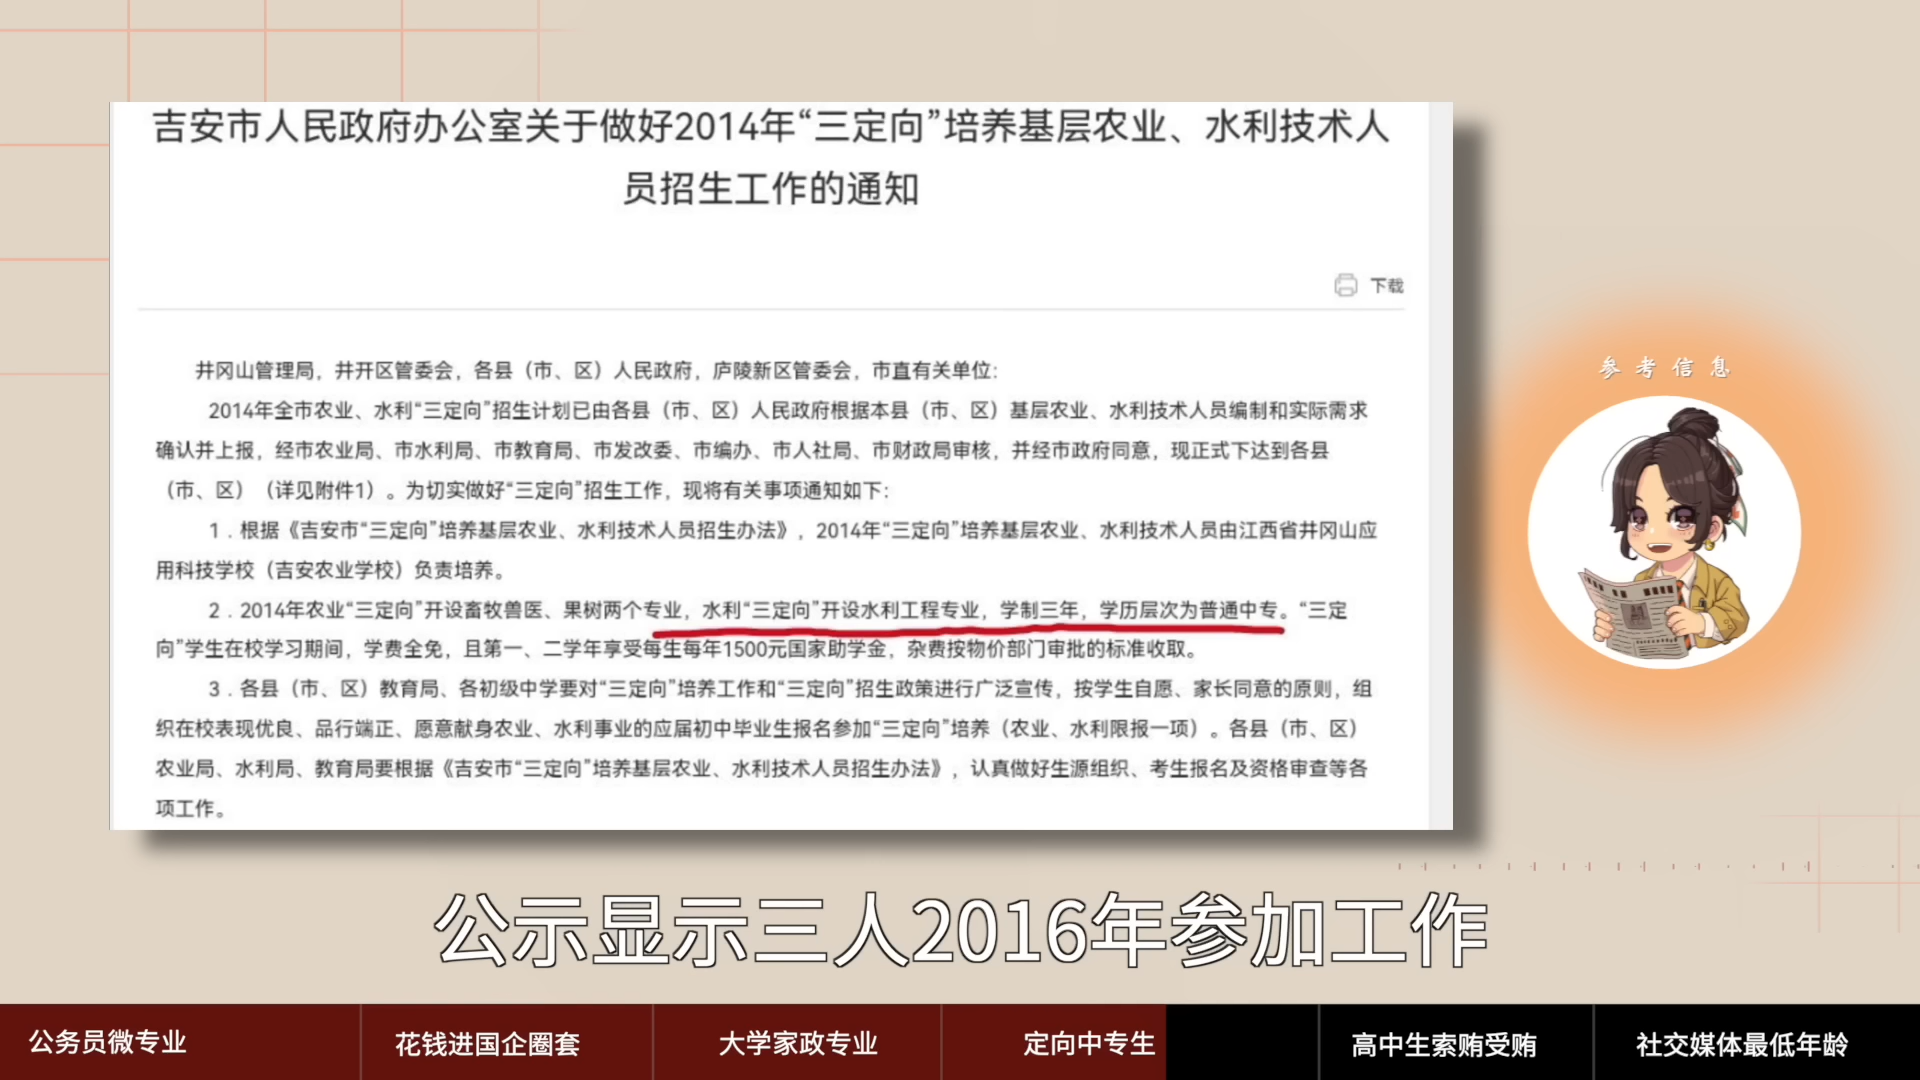 吉安市人民政府办公室关于做好2014年“三定向”培养基层农业、水利技术人
员招生工作的通知
下载
井冈山管理局，井开区管委会，各县（市、区）人民政府，庐陵新区管委会，市直有关单位：
2014年全市农业、水利“三定向”招生计划已由各县（市、区）人民政府根据本县（市、区）基层农业、水利技术人员编制和实际需求
确认并上报，经市农业局、市水利局、市教育局、市发改委、市编办、市人社局、市财政局审核，并经市政府同意，现正式下达到各县
（市、区）（详见附件1）。为切实做好“三定向”招生工作，现将有关事项通知如下：
1．根据《吉安市“三定向”培养基层农业、水利技术人员招生办法》，2014年“三定向”培养基层农业、水利技术人员由江西省井冈山应
用科技学校（吉安农业学校）负责培养。
2．2014年农业“三定向”开设畜牧兽医、果树两个专业，水利“三定向”开设水利工程专业，学制三年，学历层次为普通中专。“三定
向”学生在校学习期间，学费全免，且第一、二学年享受每生每年1500元国家助学金，杂费按物价部门审批的标准收取。
3．各县（市、区）教育局、各初级中学要对“三定向”培养工作和“三定向”招生政策进行广泛宣传，按学生自愿、家长同意的原则，组
织在校表现优良、品行端正、愿意献身农业、水利事业的应届初中毕业生报名参加“三定向”培养（农业、水利限报一项）。各县（市、区）
农业局、水利局、教育局要根据《吉安市“三定向”培养基层农业、水利技术人员招生办法》，认真做好生源组织、考生报名及资格审查等各
项工作。
参考信息
公示显示三人2016年参加工作
公务员微专业
花钱进国企圈套
大学家政专业
定向中专生
高中生索贿受贿
社交媒体最低年龄